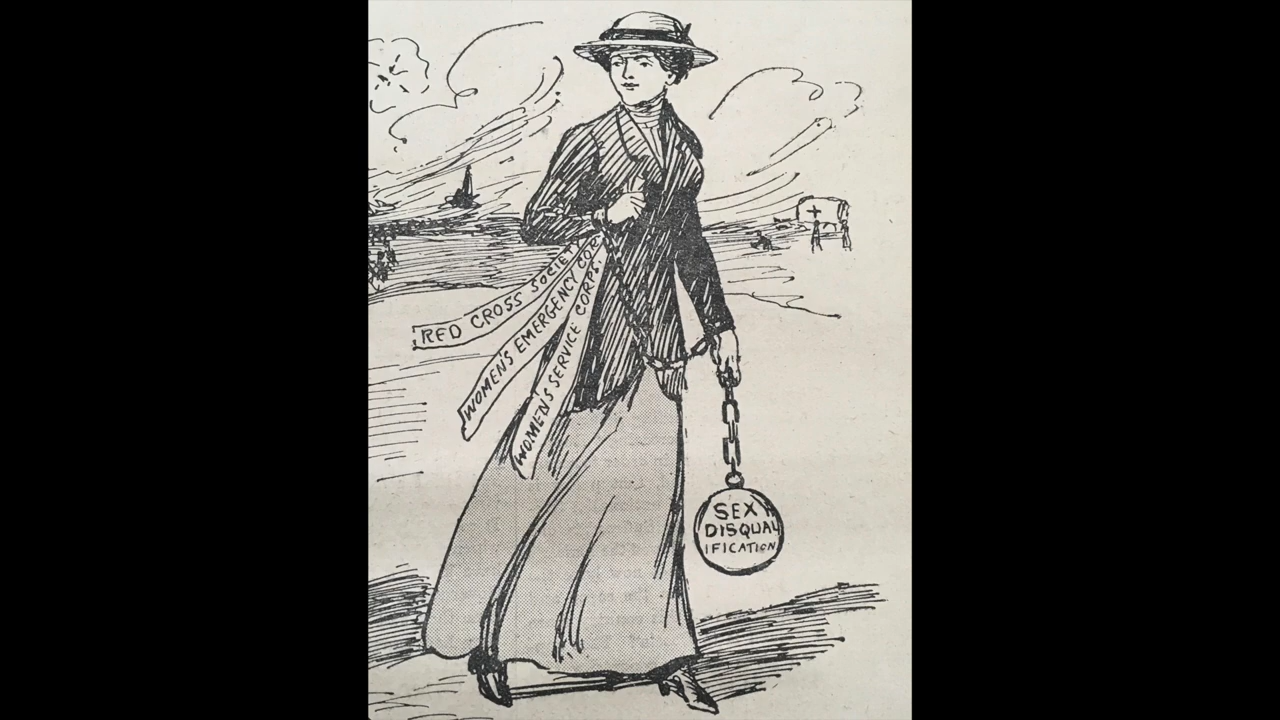 RED CROSS SOCIETY
WOMEN'S EMERGENCY COR
WOMEN'S SERVICE CORPS.
SEX
DISQUAL
IFICATION